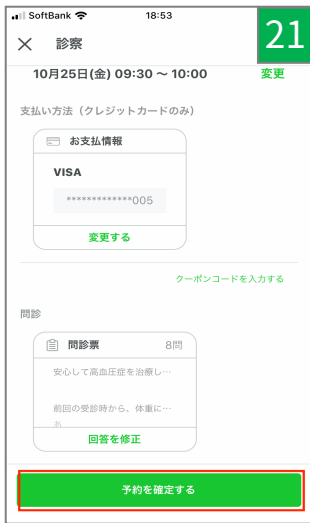 SoftBank 18:53
21
× 診察
10月25日(金) 09:30 ～ 10:00 変更
支払い方法（クレジットカードのみ）
お支払情報
VISA
*************005
変更する
クーポンコードを入力する
問診
問診票 8問
安心して高血圧症を治療し…
前回の受診時から、体重に…
回答を修正
予約を確定する